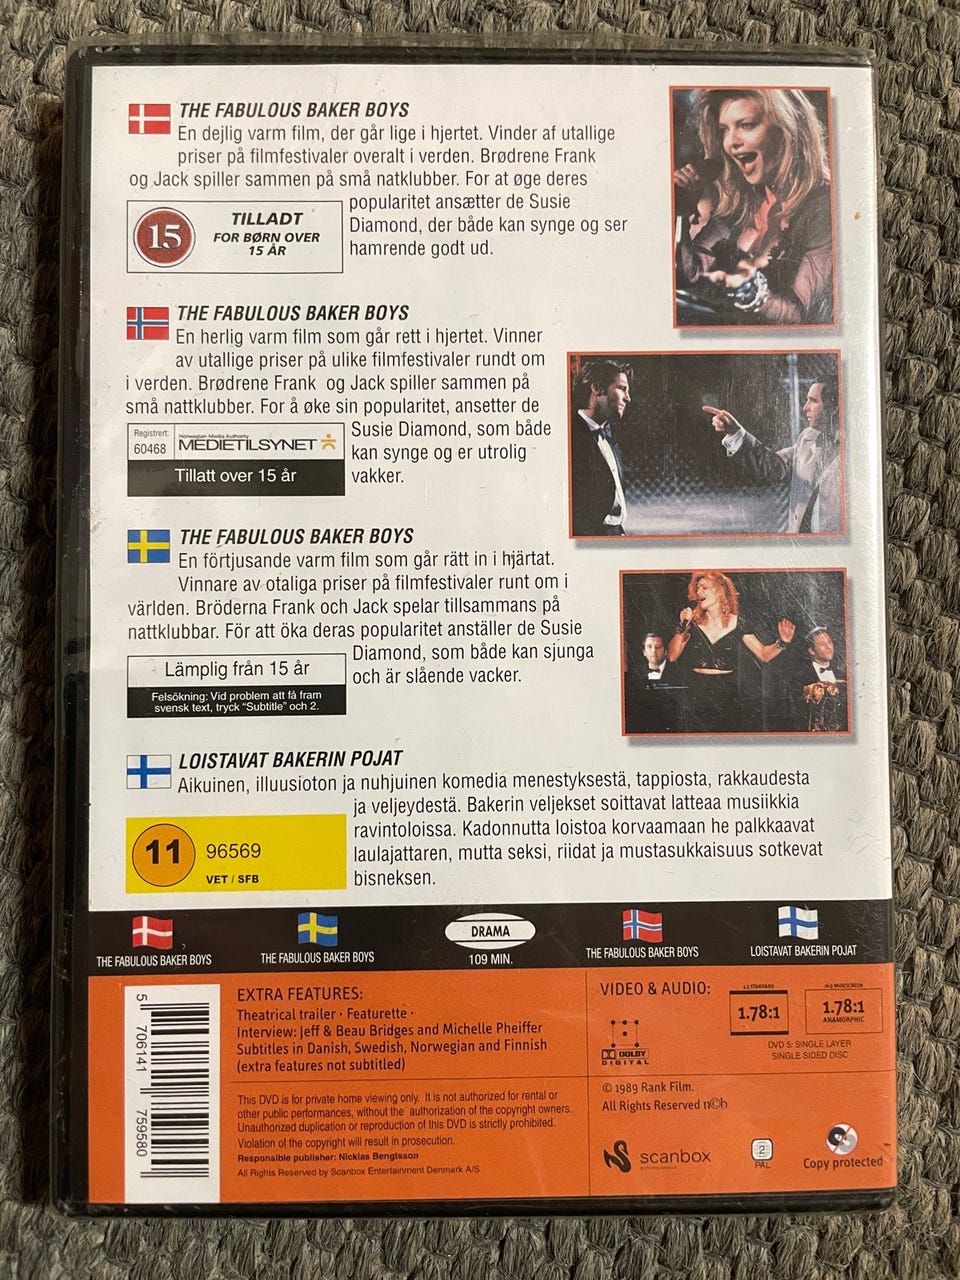 THE FABULOUS BAKER BOYS
En dejlig varm film, der går lige i hjertet. Vinder af utallige
priser på filmfestivaler overalt i verden. Brødrene Frank
og Jack spiller sammen på små natklubber. For at øge deres
popularitet ansætter de Susie
Diamond, der både kan synge og ser
hamrende godt ud.
15
TILLADT
FOR BØRN OVER
15 ÅR
THE FABULOUS BAKER BOYS
En herlig varm film som går rett i hjertet. Vinner
av utallige priser på ulike filmfestivaler rundt om
i verden. Brødrene Frank og Jack spiller sammen på
små nattklubber. For å øke sin popularitet, ansetter de
Susie Diamond, som både
kan synge og er utrolig
vakker.
Registrert:
60468
Norwegian Media Authority
MEDIETILSYNET
Tillatt over 15 år
THE FABULOUS BAKER BOYS
En förtjusande varm film som går rätt in i hjärtat.
Vinnare av otaliga priser på filmfestivaler runt om i
världen. Bröderna Frank och Jack spelar tillsammans på
nattklubbar. För att öka deras popularitet anställer de Susie
Diamond, som både kan sjunga
och är slående vacker.
Lämplig från 15 år
Felsökning: Vid problem att få fram
svensk text, tryck "Subtitle" och 2.
LOISTAVAT BAKERIN POJAT
Aikuinen, illuusioton ja nuhjuinen komedia menestyksestä, tappiosta, rakkaudesta
ja veljeydestä. Bakerin veljekset soittavat latteaa musiikkia
ravintoloissa. Kadonnutta loistoa korvaamaan he palkkaavat
laulajattaren, mutta seksi, riidat ja mustasukkaisuus sotkevat
bisneksen.
11
96569
VET / SFB
THE FABULOUS BAKER BOYS
THE FABULOUS BAKER BOYS
DRAMA
109 MIN.
THE FABULOUS BAKER BOYS
LOISTAVAT BAKERIN POJAT
5 706141 759580
EXTRA FEATURES:
Theatrical trailer · Featurette ·
Interview: Jeff & Beau Bridges and Michelle Pheiffer
Subtitles in Danish, Swedish, Norwegian and Finnish
(extra features not subtitled)
This DVD is for private home viewing only. It is not authorized for rental or
other public performances, without the authorization of the copyright owners.
Unauthorized duplication or reproduction of this DVD is strictly prohibited.
Violation of the copyright will result in prosecution.
Responsible publisher: Nicklas Bengtsson
All Rights Reserved by Scanbox Entertainment Denmark A/S
VIDEO & AUDIO:
DOLBY
DIGITAL
4:3 STANDARD
1.78:1
16:9 WIDESCREEN
1.78:1
ANAMORPHIC
DVD 5: SINGLE LAYER
SINGLE SIDED DISC
© 1989 Rank Film.
All Rights Reserved n©b
scanbox
2
PAL
Copy protected